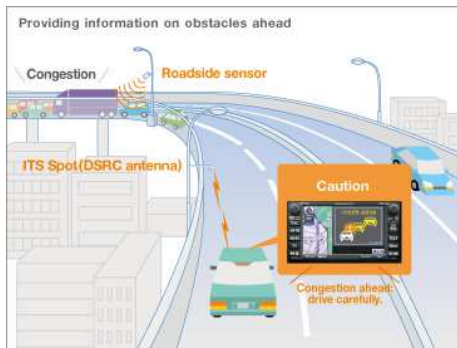 Providing information on obstacles ahead
Congestion
Roadside sensor
ITS Spot(DSRC antenna)
Caution
Congestion ahead:
drive carefully.